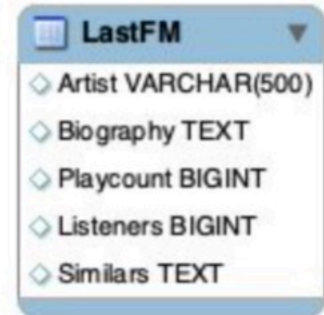 LastFM
Artist VARCHAR(500)
Biography TEXT
Playcount BIGINT
Listeners BIGINT
Similars TEXT